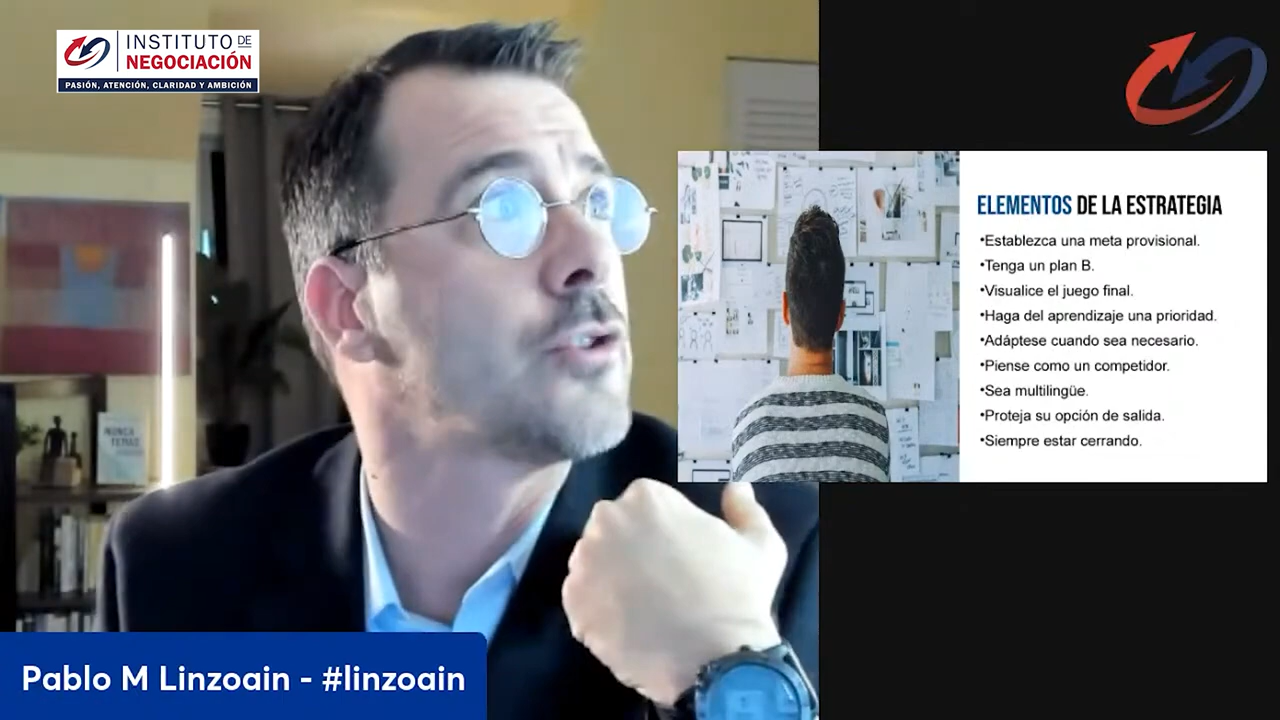 INSTITUTO DE
NEGOCIACIÓN
PASIÓN, ATENCIÓN, CLARIDAD Y AMBICIÓN
ELEMENTOS DE LA ESTRATEGIA
•Establezca una meta provisional.
•Tenga un plan B.
•Visualice el juego final.
•Haga del aprendizaje una prioridad.
•Adáptese cuando sea necesario.
•Piense como un competidor.
•Sea multilingüe.
•Proteja su opción de salida.
•Siempre estar cerrando.
NUNCA
TEMAS
Pablo M Linzoain - #linzoain